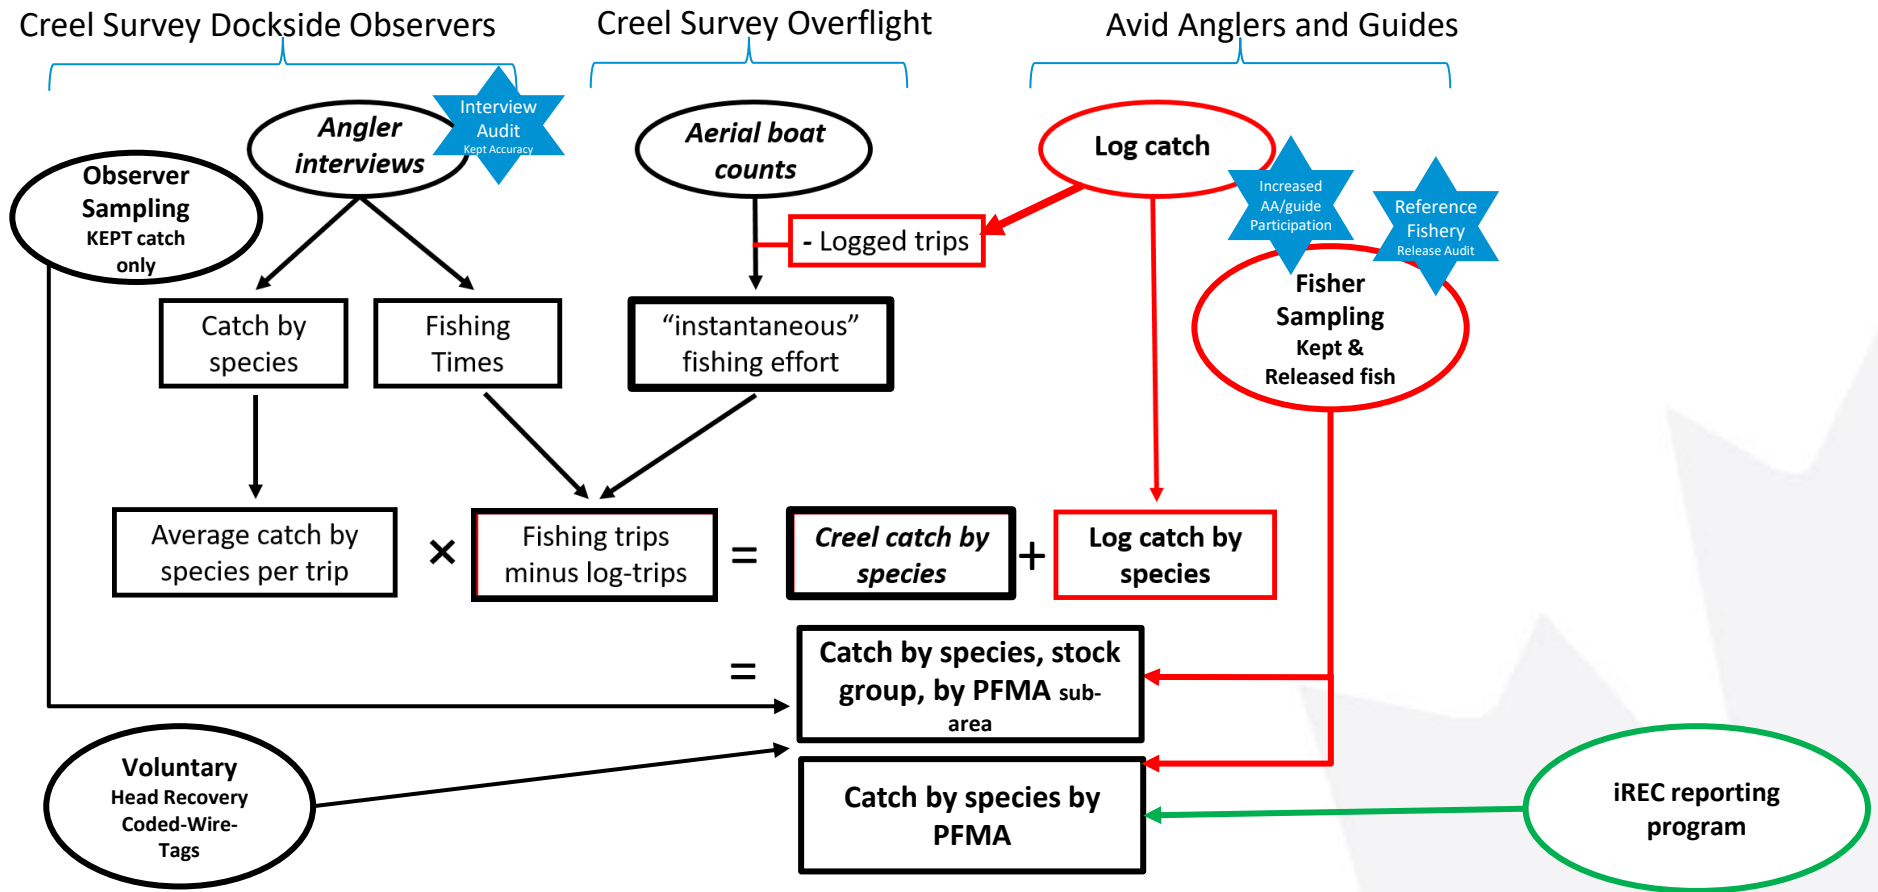 Creel Survey Dockside Observers
Creel Survey Overflight
Avid Anglers and Guides
Interview
Audit
Kept Accuracy
Angler
interviews
Aerial boat
counts
Log catch
Observer
Sampling
KEPT catch
only
Increased
AA/guide
Participation
Reference
Fishery
Release Audit
- Logged trips
Fisher
Sampling
Kept &
Released fish
Catch by
species
Fishing
Times
“instantaneous”
fishing effort
Average catch by
species per trip
×
Fishing trips
minus log-trips
=
Creel catch by
species
+
Log catch by
species
=
Catch by species, stock
group, by PFMA sub-
area
Voluntary
Head Recovery
Coded-Wire-
Tags
Catch by species by
PFMA
iREC reporting
program